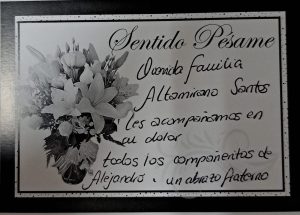 Sentido Pésame
Querida familia
Altamirano Santos
les acompañamos en
su dolor
todos los compañeritos de
Alejandro. un abrazo fraterno